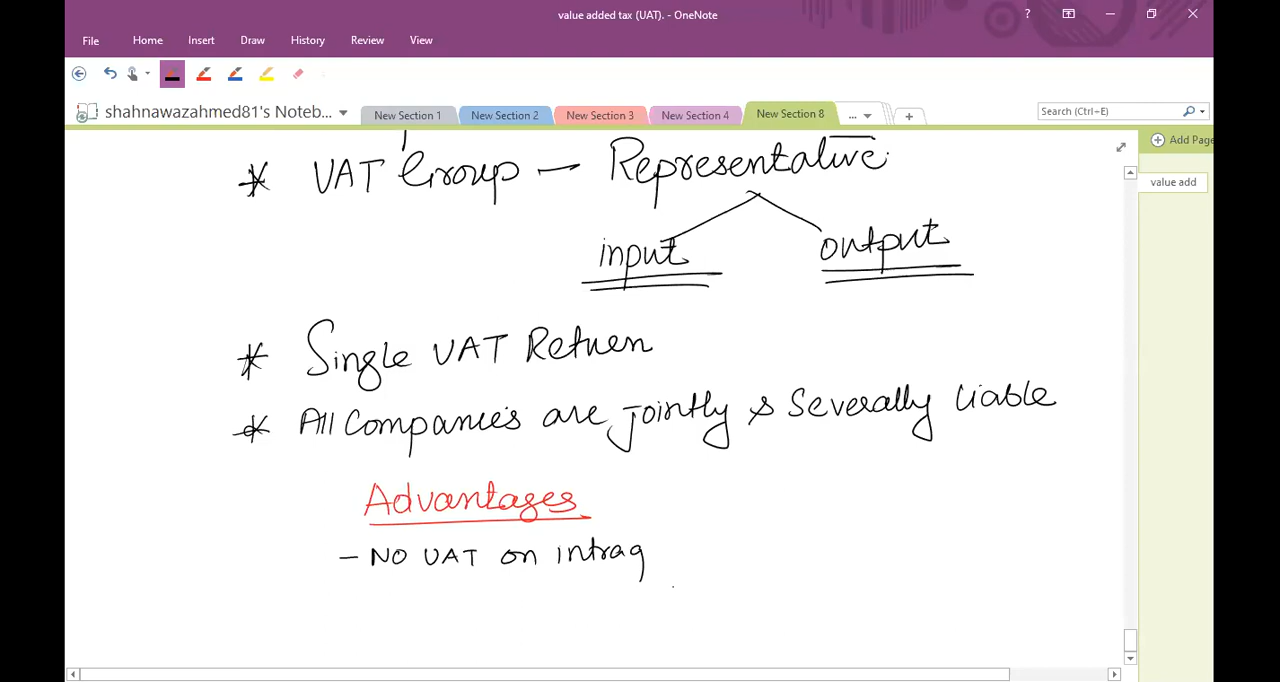 value added tax (UAT). - OneNote
?
File Home Insert Draw History Review View
shahnawazahmed81's Noteb... New Section 1 New Section 2 New Section 3 New Section 4 New Section 8 ... + Search (Ctrl+E)
Add Page
value add
* VAT Group - Representative
input output
* Single VAT Return
* All Companies are jointly & Severally liable
Advantages
- NO VAT on intrag